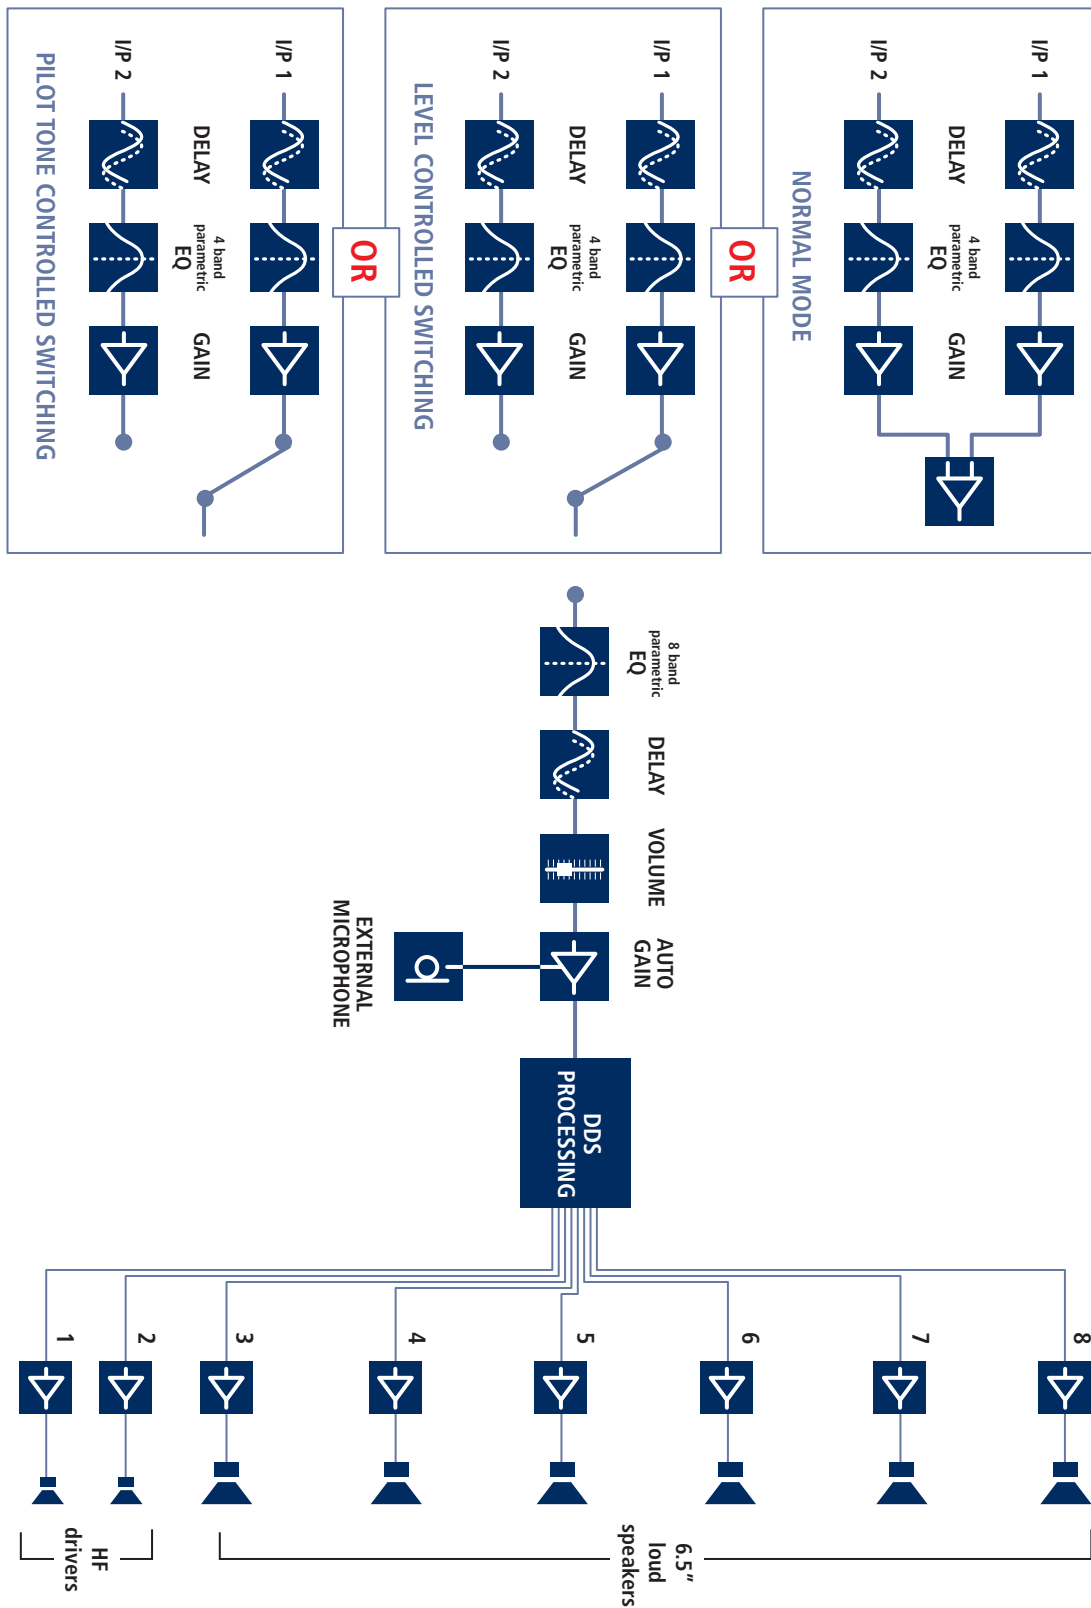 I/P 1
DELAY
4 band
parametric
EQ
GAIN
I/P 2
NORMAL MODE
OR
I/P 1
DELAY
4 band
parametric
EQ
GAIN
I/P 2
LEVEL CONTROLLED SWITCHING
OR
I/P 1
DELAY
4 band
parametric
EQ
GAIN
I/P 2
PILOT TONE CONTROLLED SWITCHING
8 band
parametric
EQ
DELAY
VOLUME
AUTO
GAIN
EXTERNAL
MICROPHONE
DDS
PROCESSING
8
7
6
5
4
3
2
1
6.5”
loud
speakers
HF
drivers